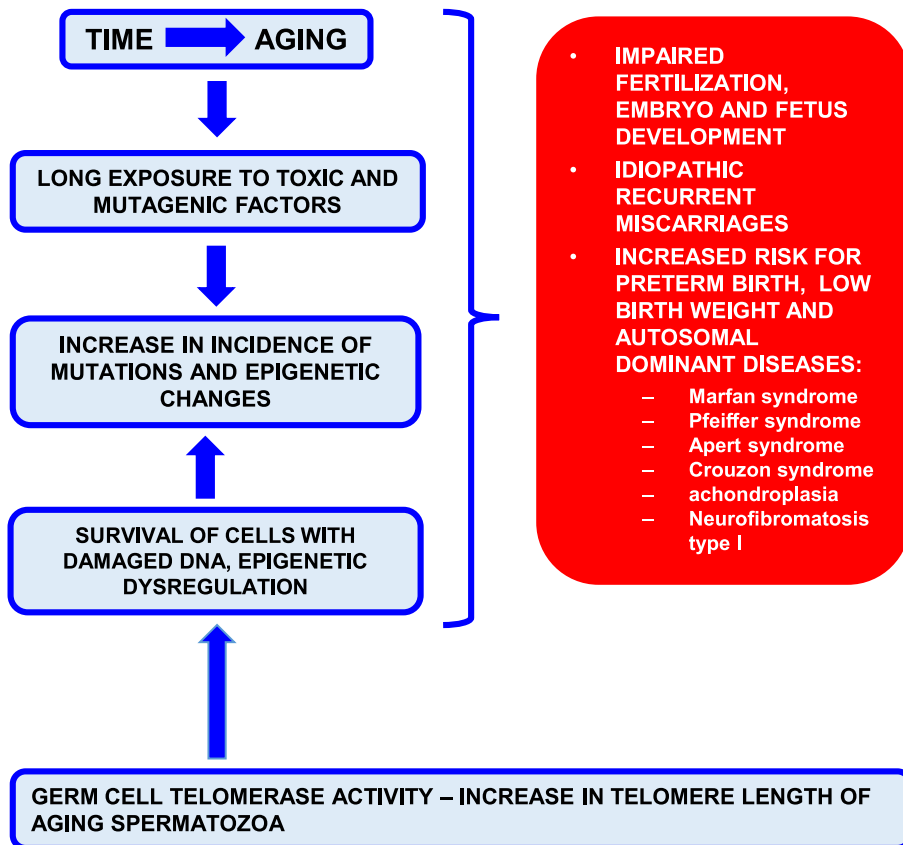 TIME AGING
LONG EXPOSURE TO TOXIC AND
MUTAGENIC FACTORS
INCREASE IN INCIDENCE OF
MUTATIONS AND EPIGENETIC
CHANGES
SURVIVAL OF CELLS WITH
DAMAGED DNA, EPIGENETIC
DYSREGULATION
GERM CELL TELOMERASE ACTIVITY – INCREASE IN TELOMERE LENGTH OF
AGING SPERMATOZOA
• IMPAIRED
FERTILIZATION,
EMBRYO AND FETUS
DEVELOPMENT
• IDIOPATHIC
RECURRENT
MISCARRIAGES
• INCREASED RISK FOR
PRETERM BIRTH, LOW
BIRTH WEIGHT AND
AUTOSOMAL
DOMINANT DISEASES:
– Marfan syndrome
– Pfeiffer syndrome
– Apert syndrome
– Crouzon syndrome
– achondroplasia
– Neurofibromatosis
type I